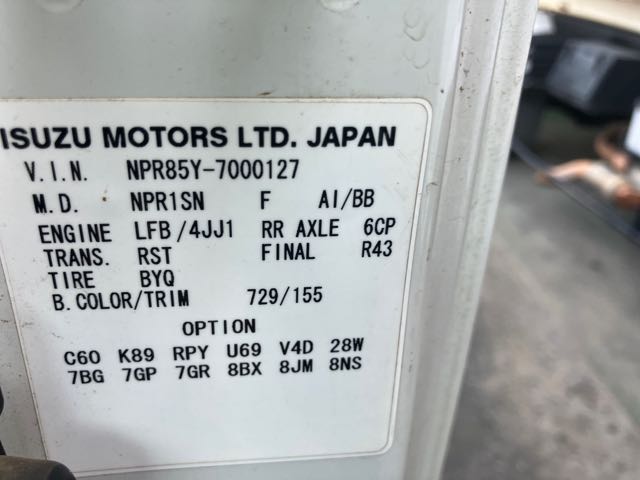 ISUZU MOTORS LTD. JAPAN
V.I.N. NPR85Y-7000127
M.D. NPR1SN F AI/BB
ENGINE LFB/4JJ1 RR AXLE 6CP
TRANS. RST FINAL R43
TIRE BYQ
B.COLOR/TRIM 729/155
OPTION
C60 K89 RPY U69 V4D 28W
7BG 7GP 7GR 8BX 8JM 8NS